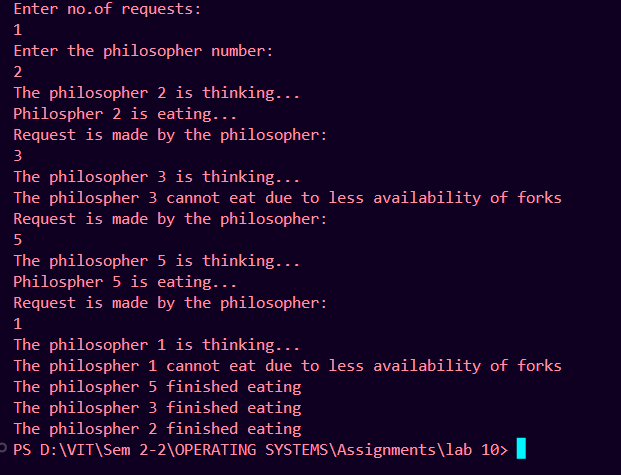 Enter no.of requests:
1
Enter the philosopher number:
2
The philosopher 2 is thinking...
Philospher 2 is eating...
Request is made by the philosopher:
3
The philosopher 3 is thinking...
The philospher 3 cannot eat due to less availability of forks
Request is made by the philosopher:
5
The philosopher 5 is thinking...
Philospher 5 is eating...
Request is made by the philosopher:
1
The philosopher 1 is thinking...
The philospher 1 cannot eat due to less availability of forks
The philospher 5 finished eating
The philospher 3 finished eating
The philospher 2 finished eating
PS D:\VIT\Sem 2-2\OPERATING SYSTEMS\Assignments\lab 10>